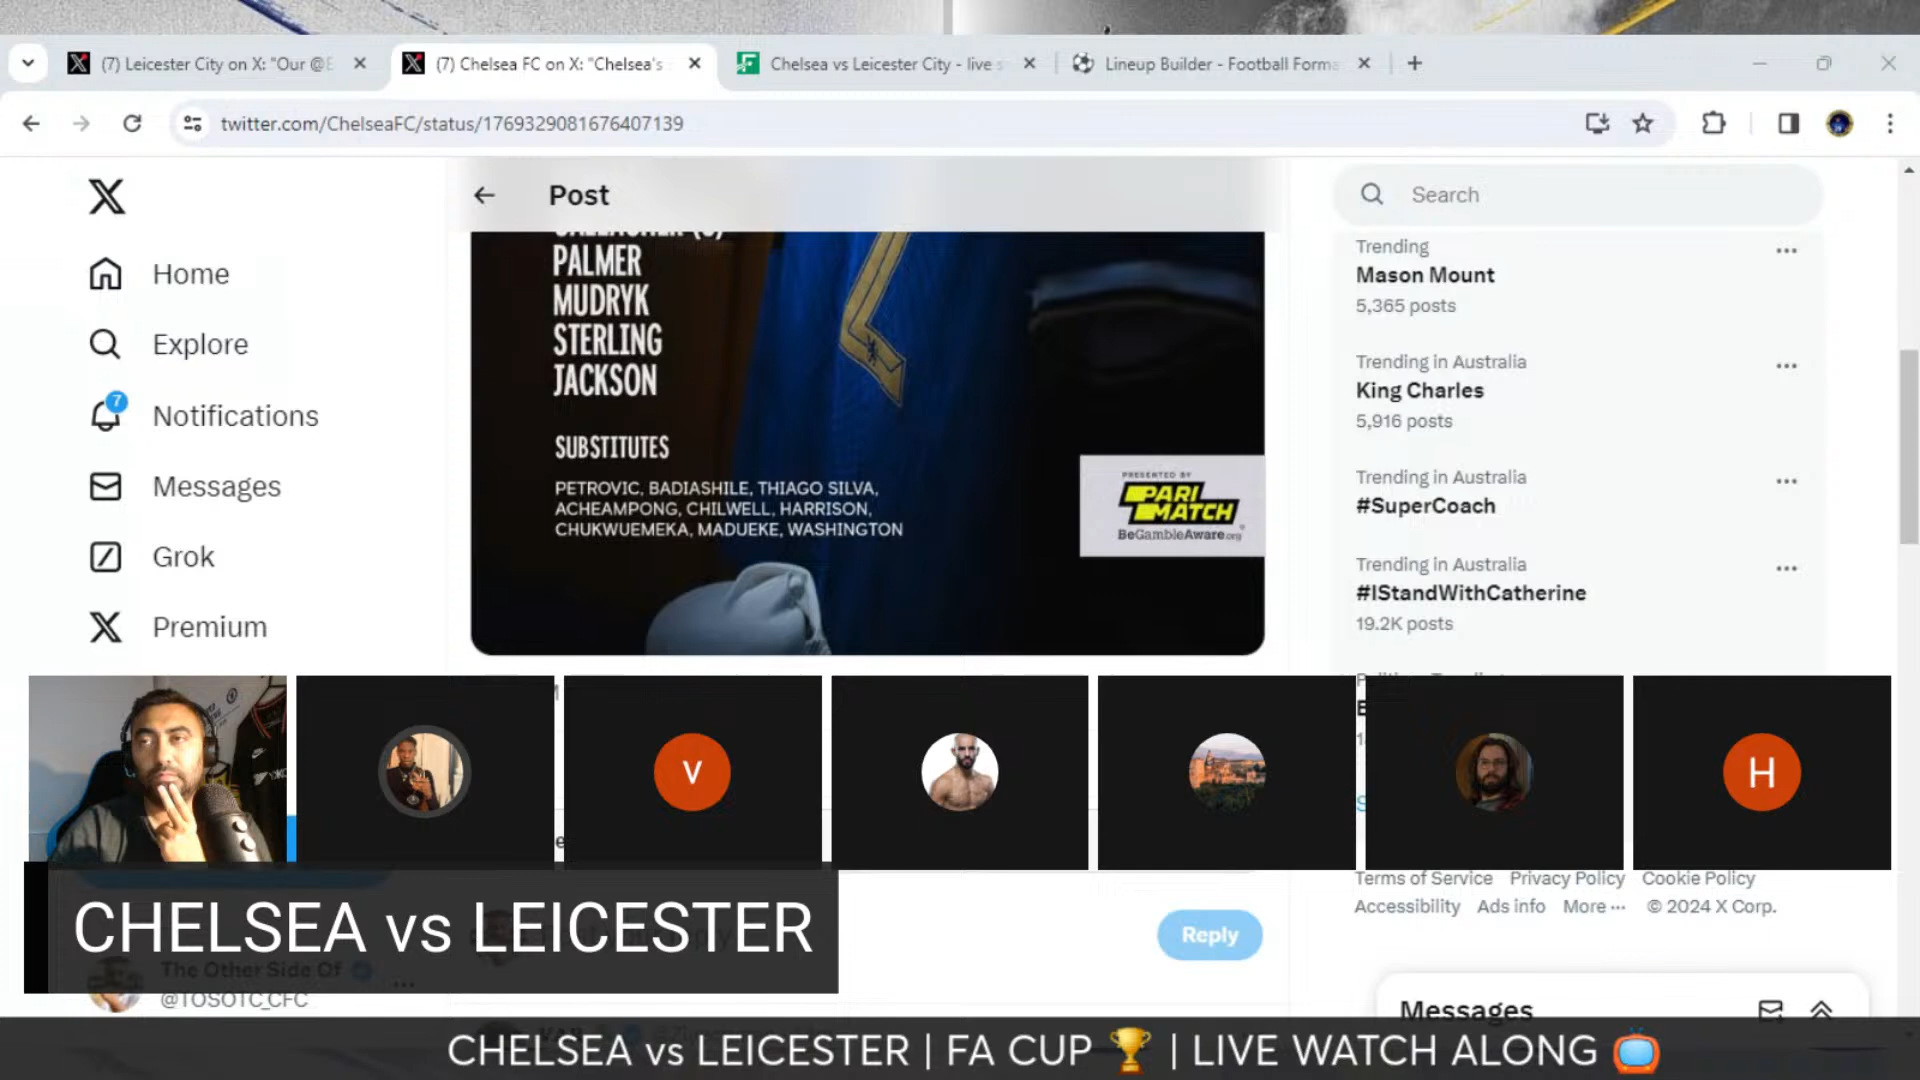 (7) Leicester City on X: "Our @E
(7) Chelsea FC on X: "Chelsea's
Chelsea vs Leicester City - live s
Lineup Builder - Football Forma
twitter.com/ChelseaFC/status/1769329081676407139
Post
Search
Home
Explore
7
Notifications
Messages
Grok
Premium
PALMER
MUDRYK
STERLING
JACKSON
SUBSTITUTES
PETROVIC, BADIASHILE, THIAGO SILVA,
ACHEAMPONG, CHILWELL, HARRISON,
CHUKWUEMEKA, MADUEKE, WASHINGTON
PRESENTED BY
PARI
MATCH
BeGambleAware.org
Trending
Mason Mount
5,365 posts
Trending in Australia
King Charles
5,916 posts
Trending in Australia
#SuperCoach
Trending in Australia
#IStandWithCatherine
19.2K posts
V
H
Terms of Service Privacy Policy Cookie Policy
Accessibility Ads info More ··· © 2024 X Corp.
CHELSEA vs LEICESTER
Reply
The Other Side Of
@TOSOTC_CFC
Messages
CHELSEA vs LEICESTER | FA CUP 🏆 | LIVE WATCH ALONG 📺